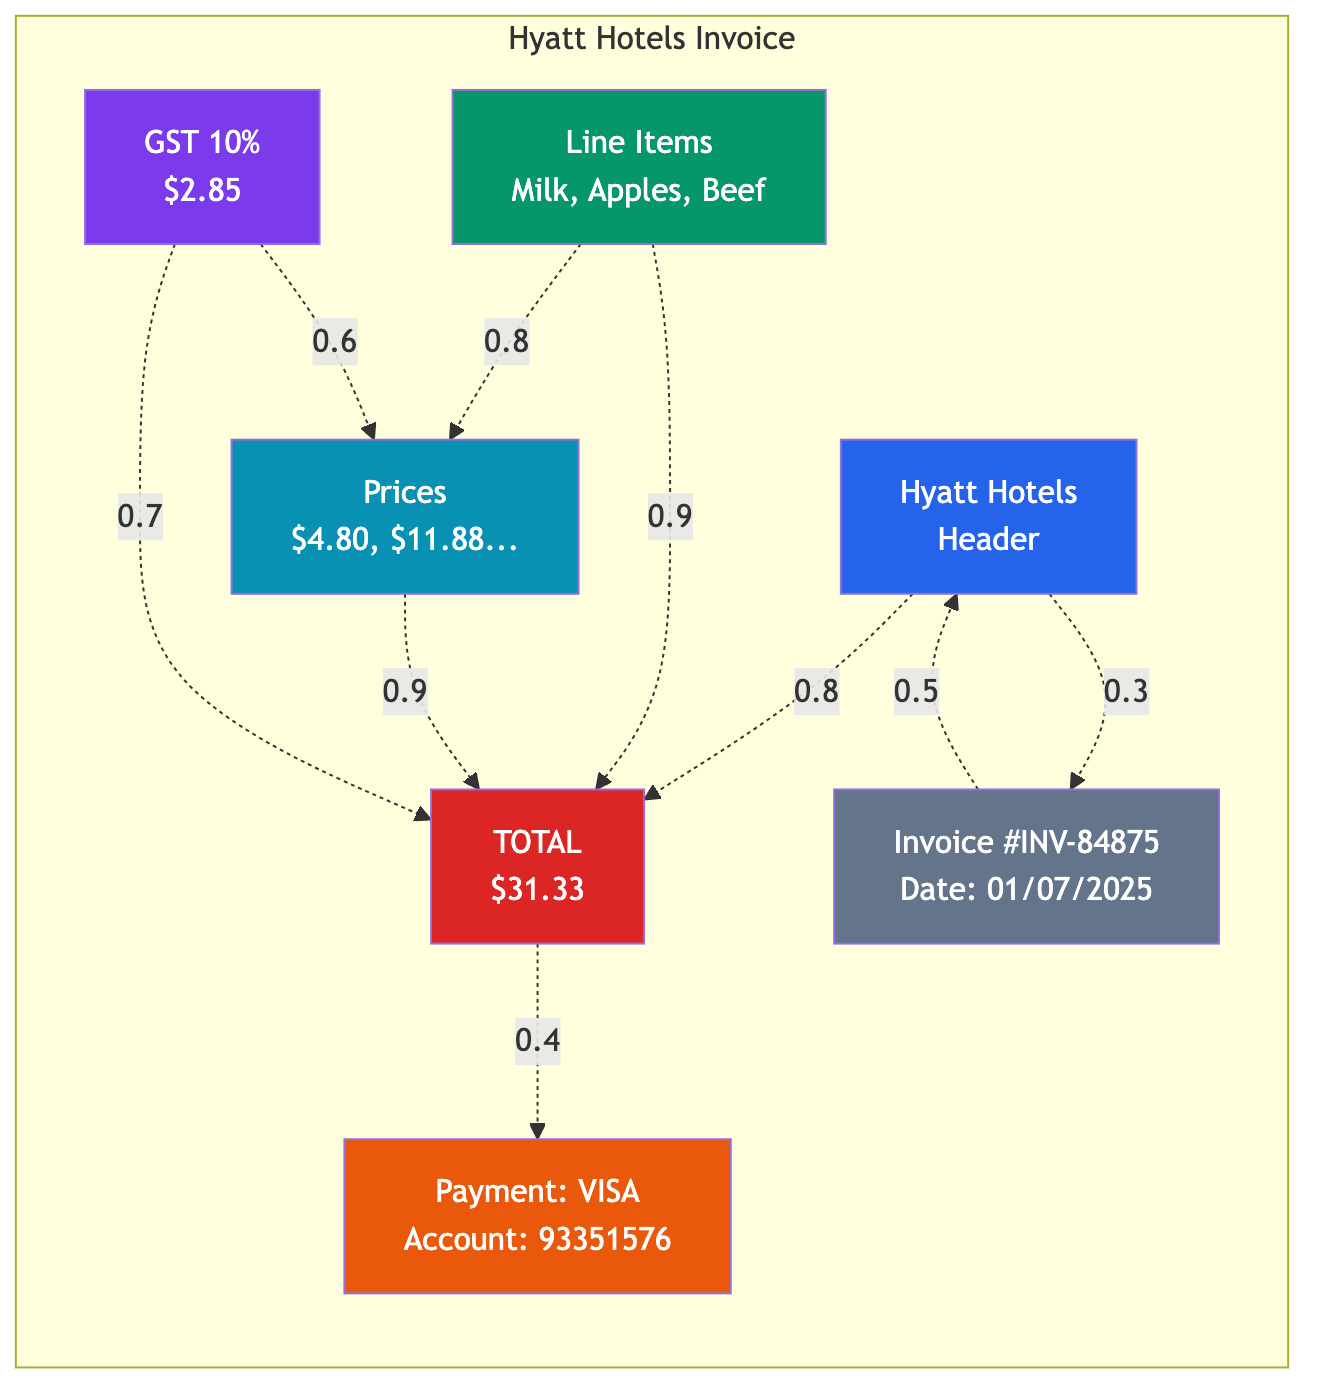 Hyatt Hotels Invoice
GST 10%
$2.85
Line Items
Milk, Apples, Beef
0.6
0.8
Prices
$4.80, $11.88...
Hyatt Hotels
Header
0.7
0.9
0.9
0.8
0.5
0.3
TOTAL
$31.33
Invoice #INV-84875
Date: 01/07/2025
0.4
Payment: VISA
Account: 93351576